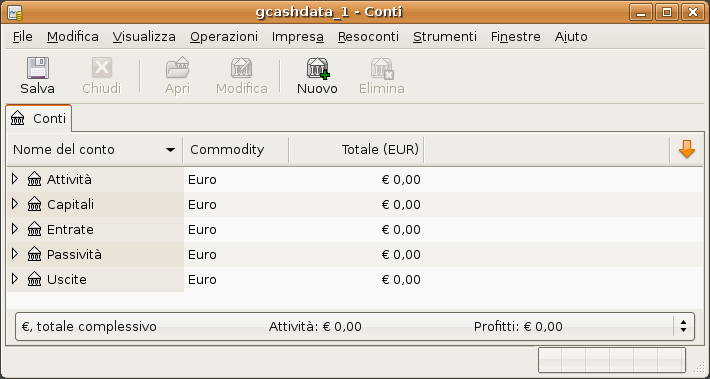 gcashdata_1 - Conti
File Modifica Visualizza Operazioni Impresa Resoconti Strumenti Finestre Aiuto
Salva Chiudi Apri Modifica Nuovo Elimina
Conti
Nome del conto Commodity Totale (EUR)
Attività Euro € 0,00
Capitali Euro € 0,00
Entrate Euro € 0,00
Passività Euro € 0,00
Uscite Euro € 0,00
€, totale complessivo Attività: € 0,00 Profitti: € 0,00